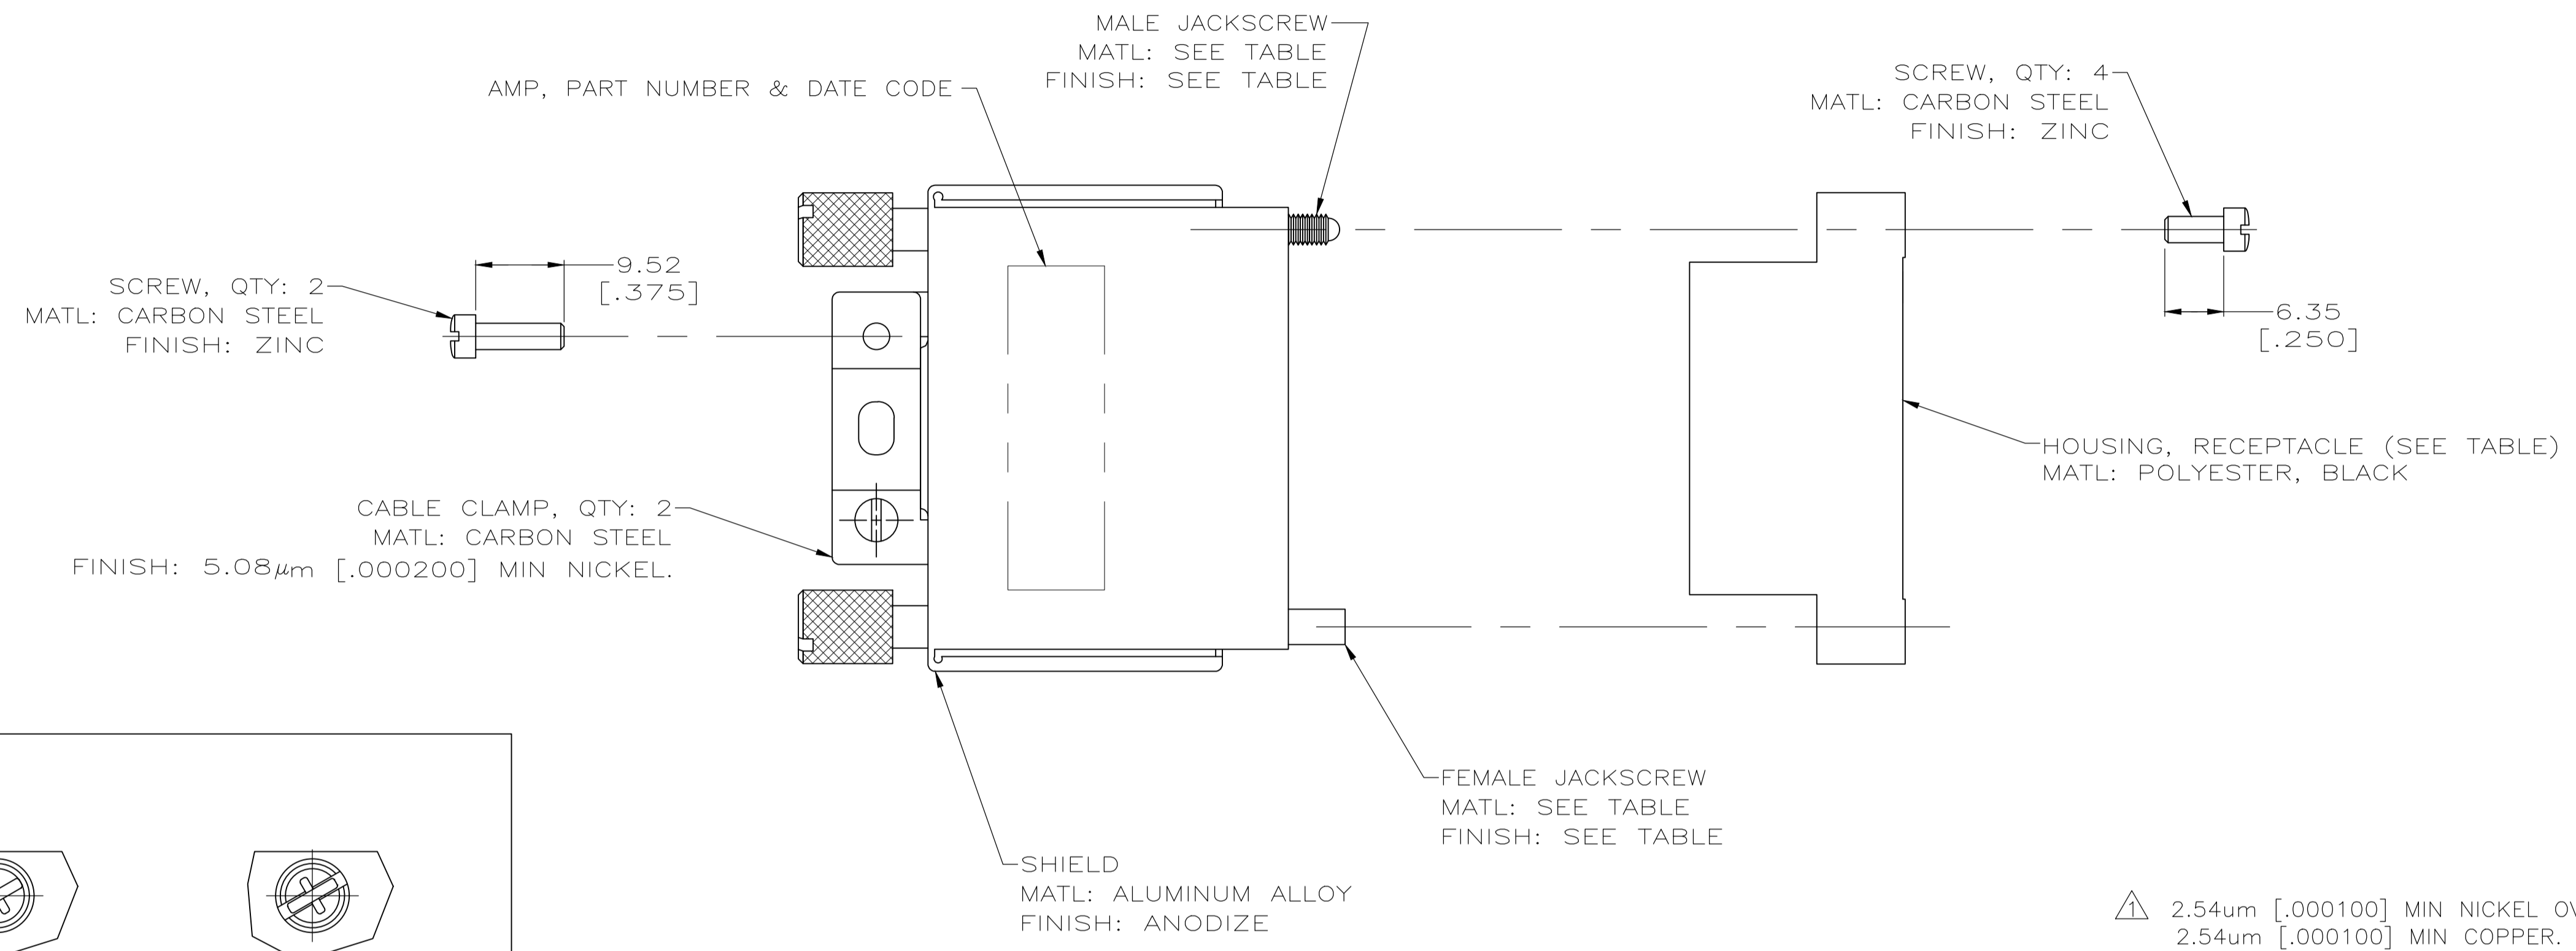 MALE JACKSCREW
MATL: SEE TABLE
FINISH: SEE TABLE
AMP, PART NUMBER & DATE CODE
SCREW, QTY: 4
MATL: CARBON STEEL
FINISH: ZINC
9.52
[.375]
SCREW, QTY: 2
MATL: CARBON STEEL
FINISH: ZINC
6.35
[.250]
HOUSING, RECEPTACLE (SEE TABLE)
MATL: POLYESTER, BLACK
CABLE CLAMP, QTY: 2
MATL: CARBON STEEL
FINISH: 5.08μm [.000200] MIN NICKEL.
FEMALE JACKSCREW
MATL: SEE TABLE
FINISH: SEE TABLE
SHIELD
MATL: ALUMINUM ALLOY
FINISH: ANODIZE
1 2.54um [.000100] MIN NICKEL
2.54um [.000100] MIN COPPER.